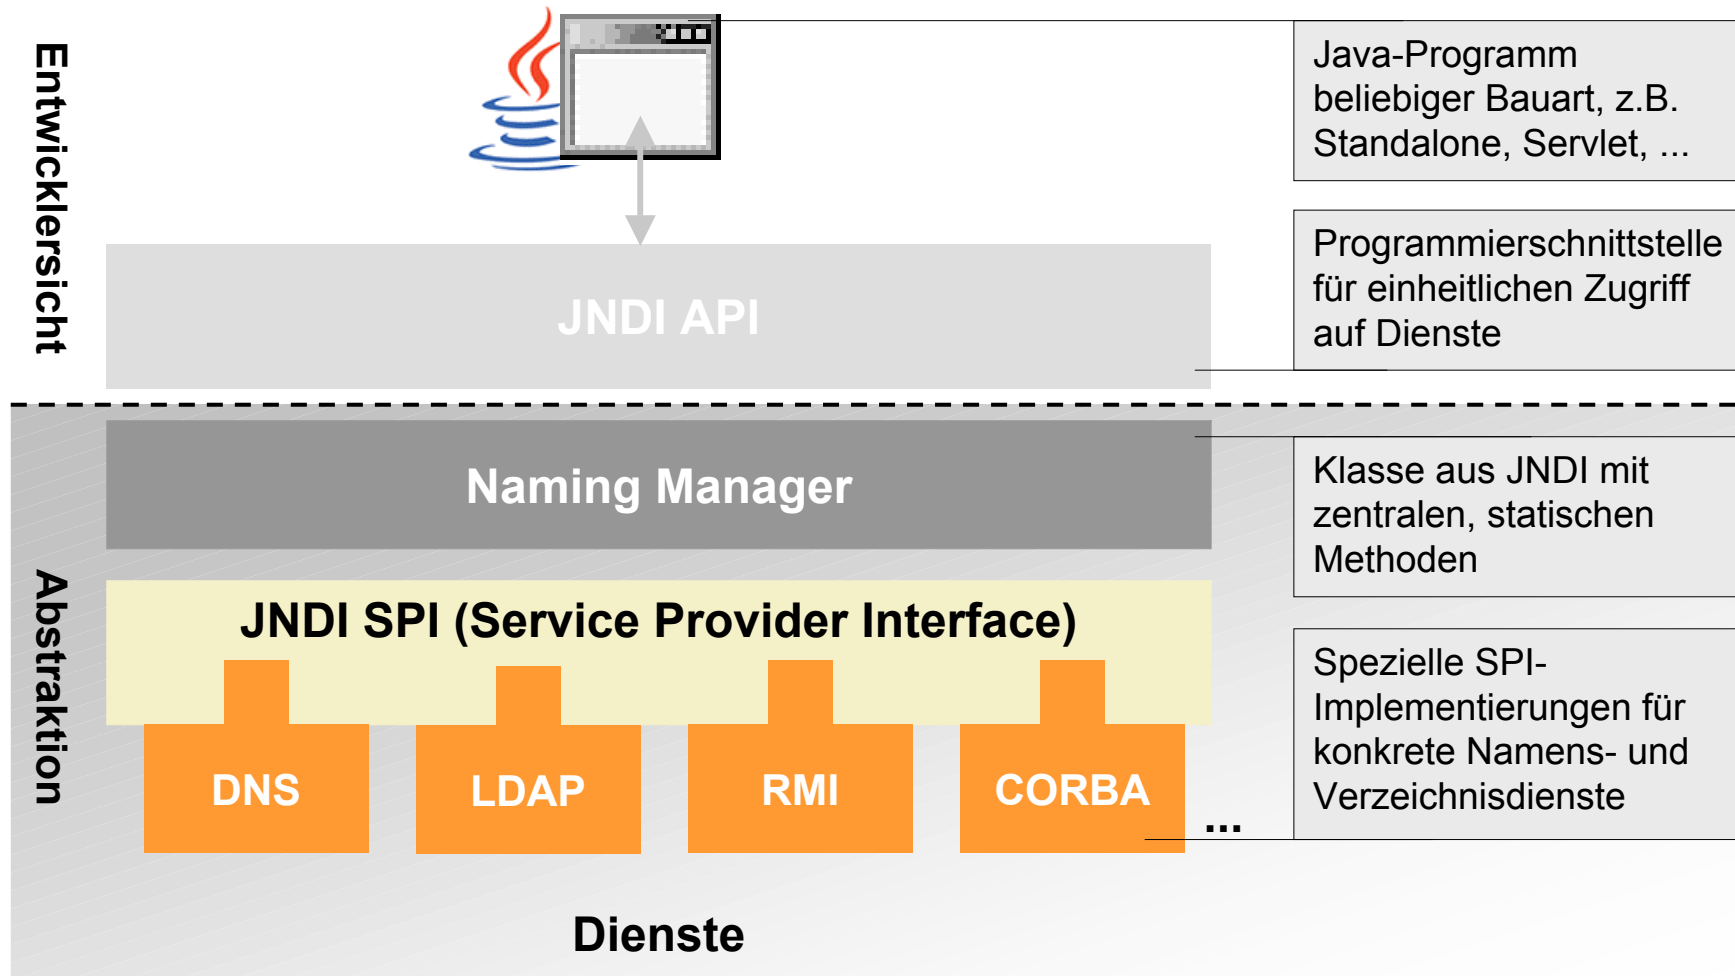 Entwicklersicht
Java-Programm
beliebiger Bauart, z.B.
Standalone, Servlet, ...
JNDI API
Programmierschnittstelle
für einheitlichen Zugriff
auf Dienste
Abstraktion
Naming Manager
Klasse aus JNDI mit
zentralen, statischen
Methoden
JNDI SPI (Service Provider Interface)
DNS
LDAP
RMI
CORBA
...
Spezielle SPI-
Implementierungen für
konkrete Namens- und
Verzeichnisdienste
Dienste